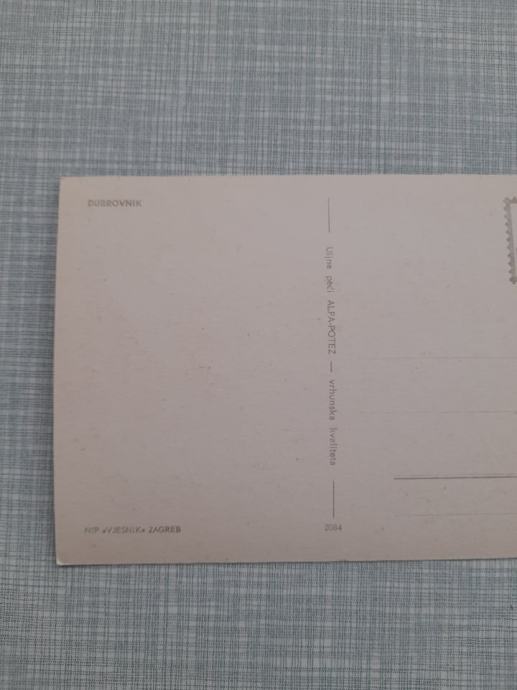 DUBROVNIK
Uljne peći ALFA-POTEZ — vrhunska kvaliteta
NIP »VJESNIK« ZAGREB
2084